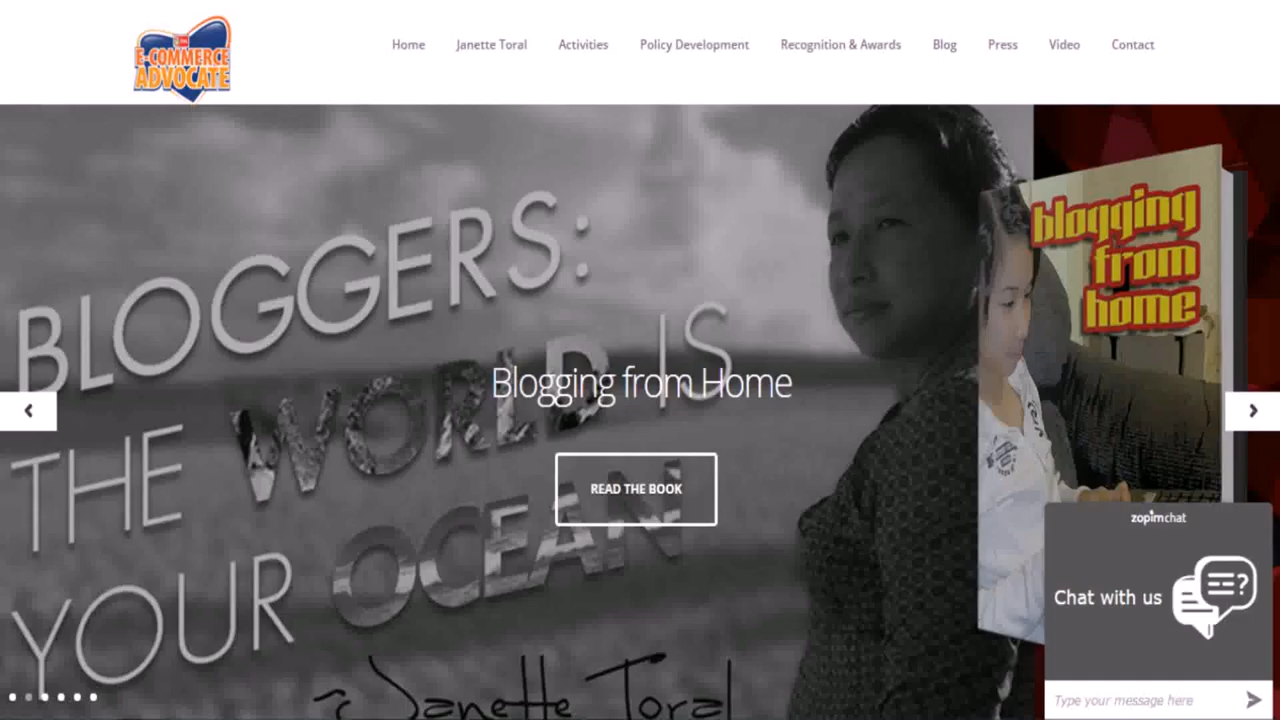 E-COMMERCE
ADVOCATE
Home
Janette Toral
Activities
Policy Development
Recognition & Awards
Blog
Press
Video
Contact
BLOGGERS:
THE WORLD IS
YOUR OCEAN
~ Janette Toral
Blogging from Home
READ THE BOOK
blogging
from
home
zopimchat
Chat with us
Type your message here